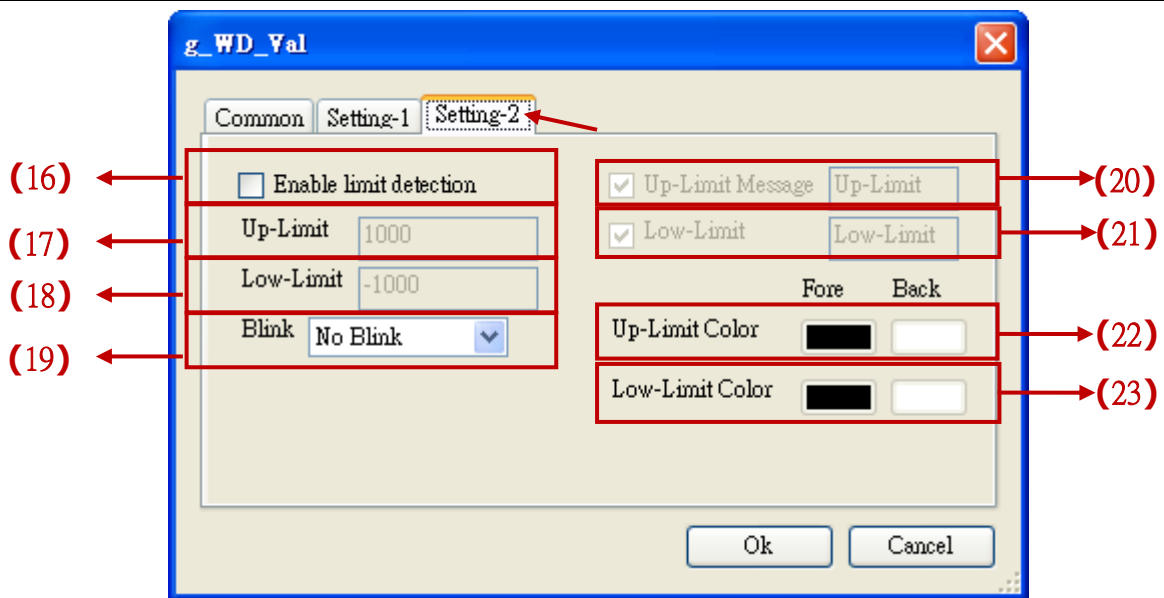 g_WD_Val
Common Setting-1 Setting-2
(16) Enable limit detection
(17) Up-Limit 1000
(18) Low-Limit -1000
(19) Blink No Blink
Up-Limit Message Up-Limit (20)
Low-Limit Low-Limit (21)
Fore Back
Up-Limit Color (22)
Low-Limit Color (23)
Ok Cancel